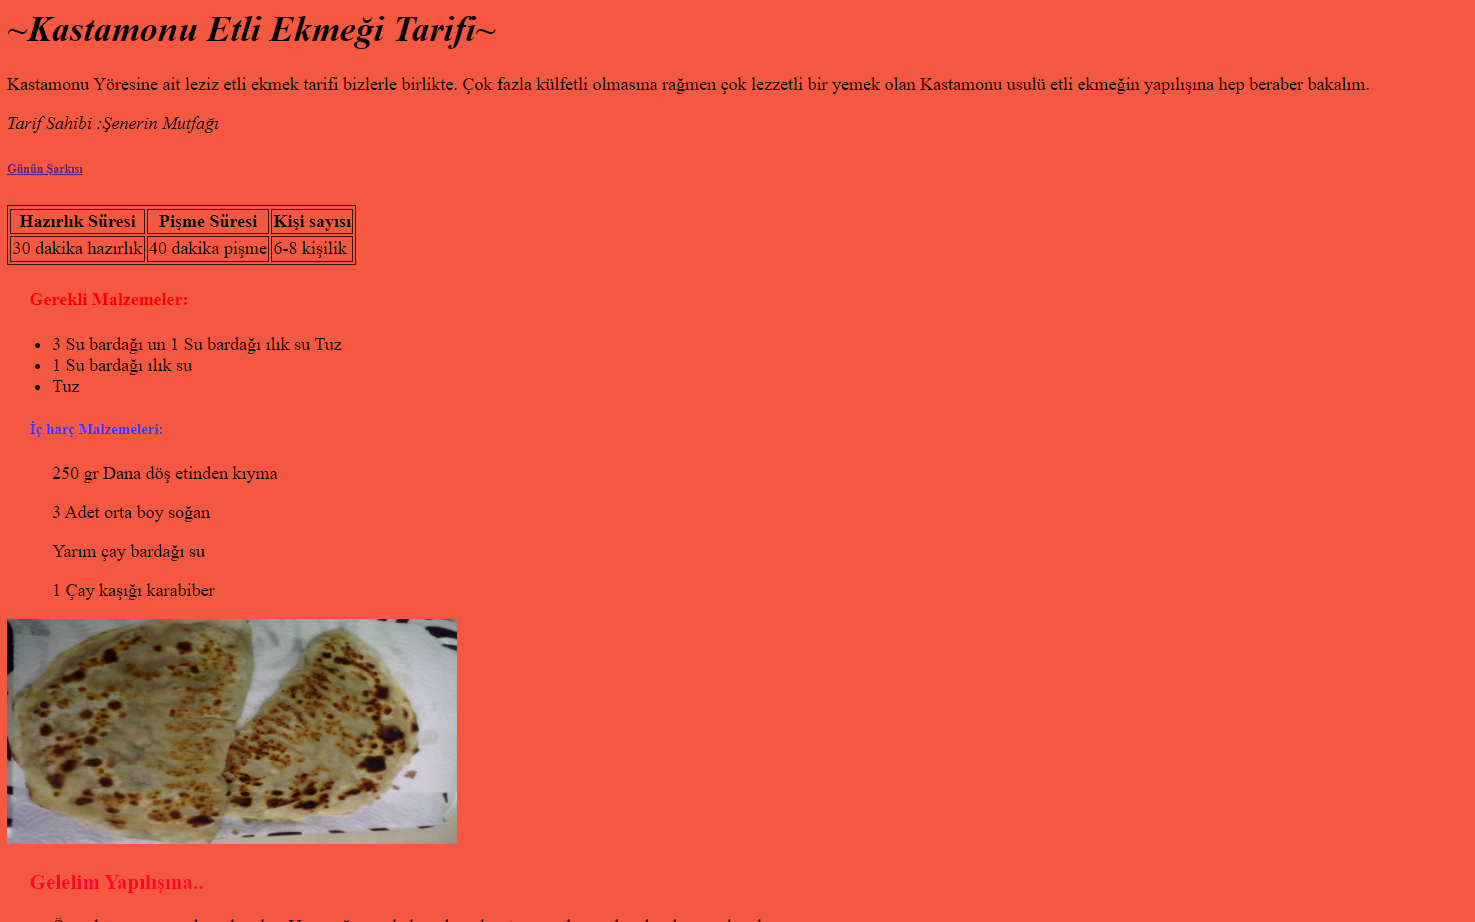 ~Kastamonu Etli Ekmeği Tarifi~
Kastamonu Yöresine ait leziz etli ekmek tarifi bizlerle birlikte. Çok fazla külfetli olmasına rağmen çok lezzetli bir yemek olan Kastamonu usulü etli ekmeğin yapılışına hep beraber bakalım.
Tarif Sahibi :Şenerin Mutfağı
Günün Şarkısı
Hazırlık Süresi Pişme Süresi Kişi sayısı
30 dakika hazırlık 40 dakika pişme 6-8 kişilik
Gerekli Malzemeler:
3 Su bardağı un 1 Su bardağı ılık su Tuz
1 Su bardağı ılık su
Tuz
İç harç Malzemeleri:
250 gr Dana döş etinden kıyma
3 Adet orta boy soğan
Yarım çay bardağı su
1 Çay kaşığı karabiber
Gelelim Yapılışına..